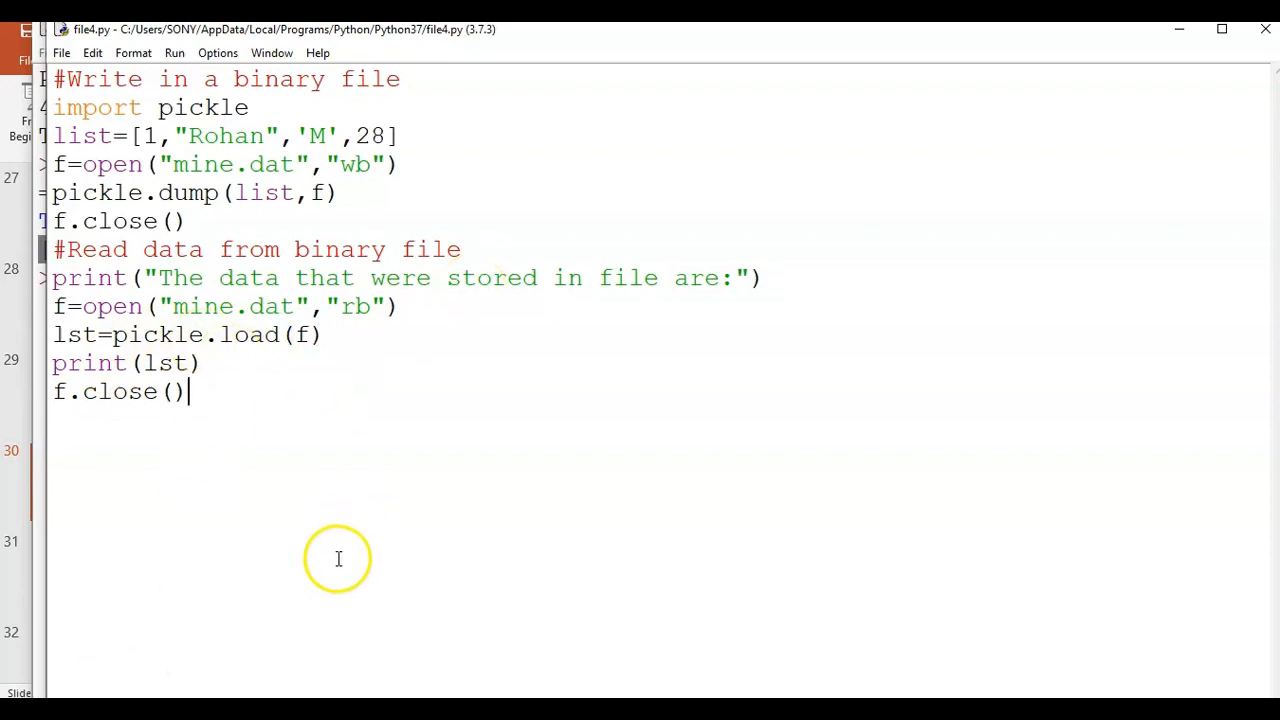 file4.py - C:/Users/SONY/AppData/Local/Programs/Python/Python37/file4.py (3.7.3)
File Edit Format Run Options Window Help
#Write in a binary file
import pickle
list=[1,"Rohan",'M',28]
f=open("mine.dat","wb")
pickle.dump(list,f)
f.close()
#Read data from binary file
print("The data that were stored in file are:")
f=open("mine.dat","rb")
lst=pickle.load(f)
print(lst)
f.close()
27
28
29
30
31
32
Slide